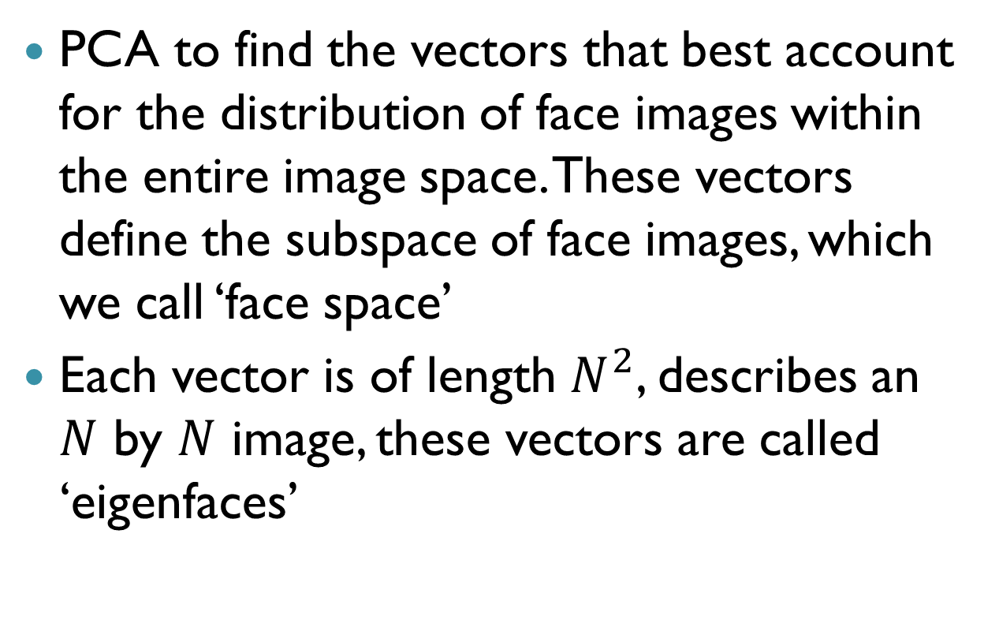 • PCA to find the vectors that best account
for the distribution of face images within
the entire image space. These vectors
define the subspace of face images, which
we call ‘face space’
• Each vector is of length N², describes an
N by N image, these vectors are called
‘eigenfaces’